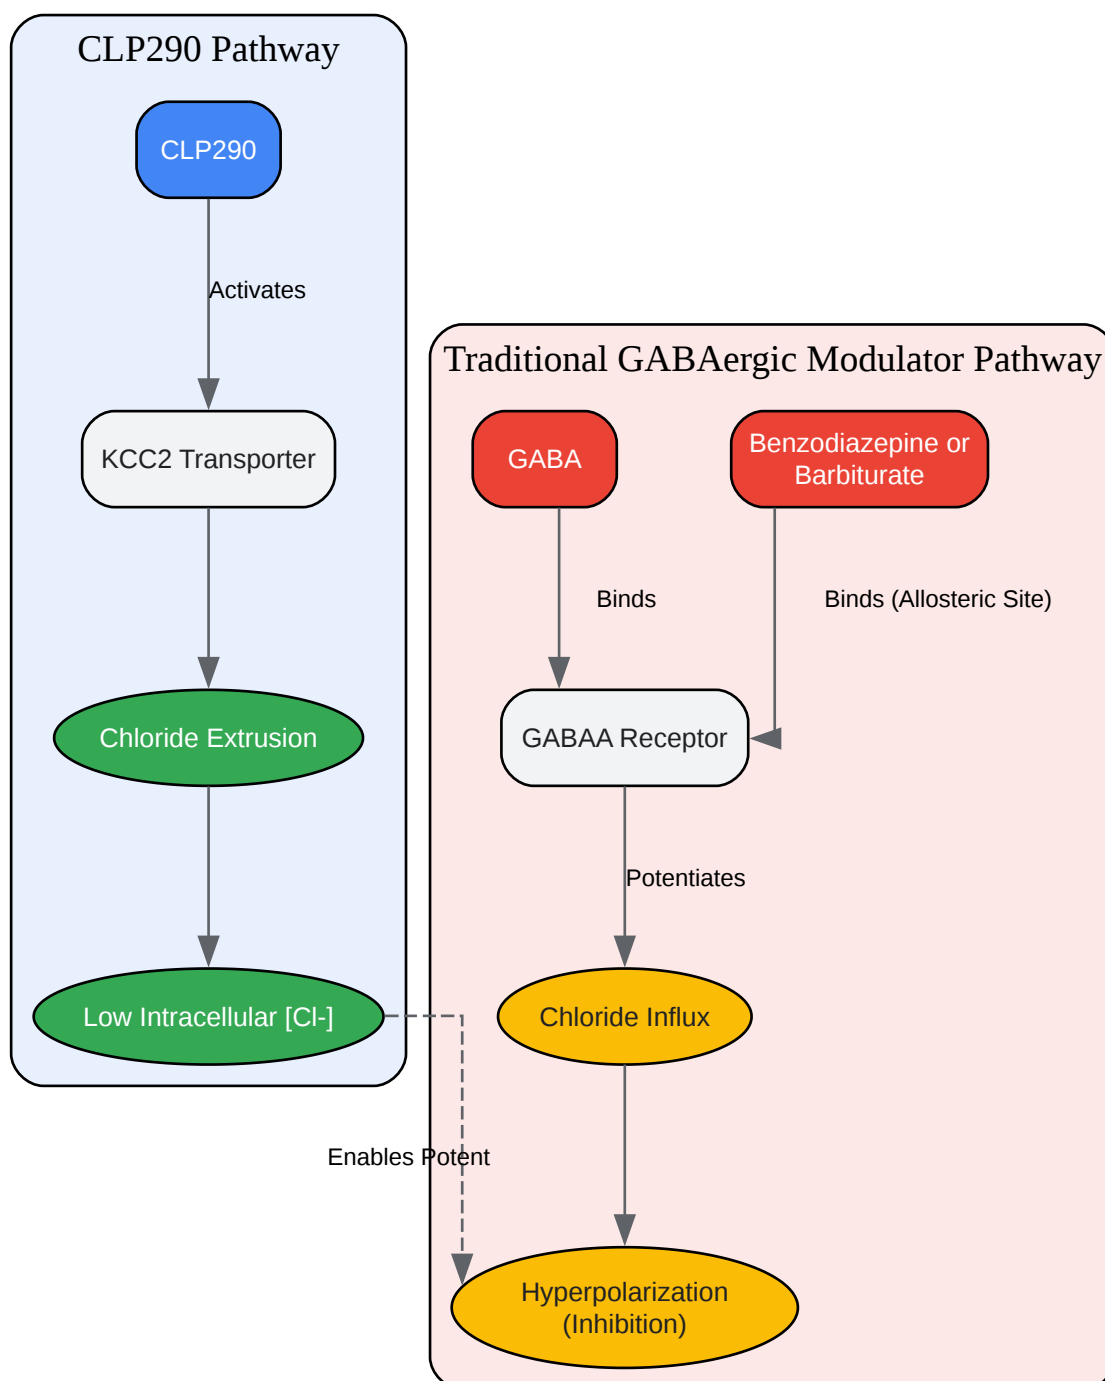 CLP290 Pathway
CLP290
Activates
KCC2 Transporter
Chloride Extrusion
Low Intracellular [Cl-]
Enables Potent
Traditional GABAergic Modulator Pathway
GABA
Benzodiazepine or
Barbiturate
Binds
Binds (Allosteric Site)
GABAA Receptor
Potentiates
Chloride Influx
Hyperpolarization
(Inhibition)